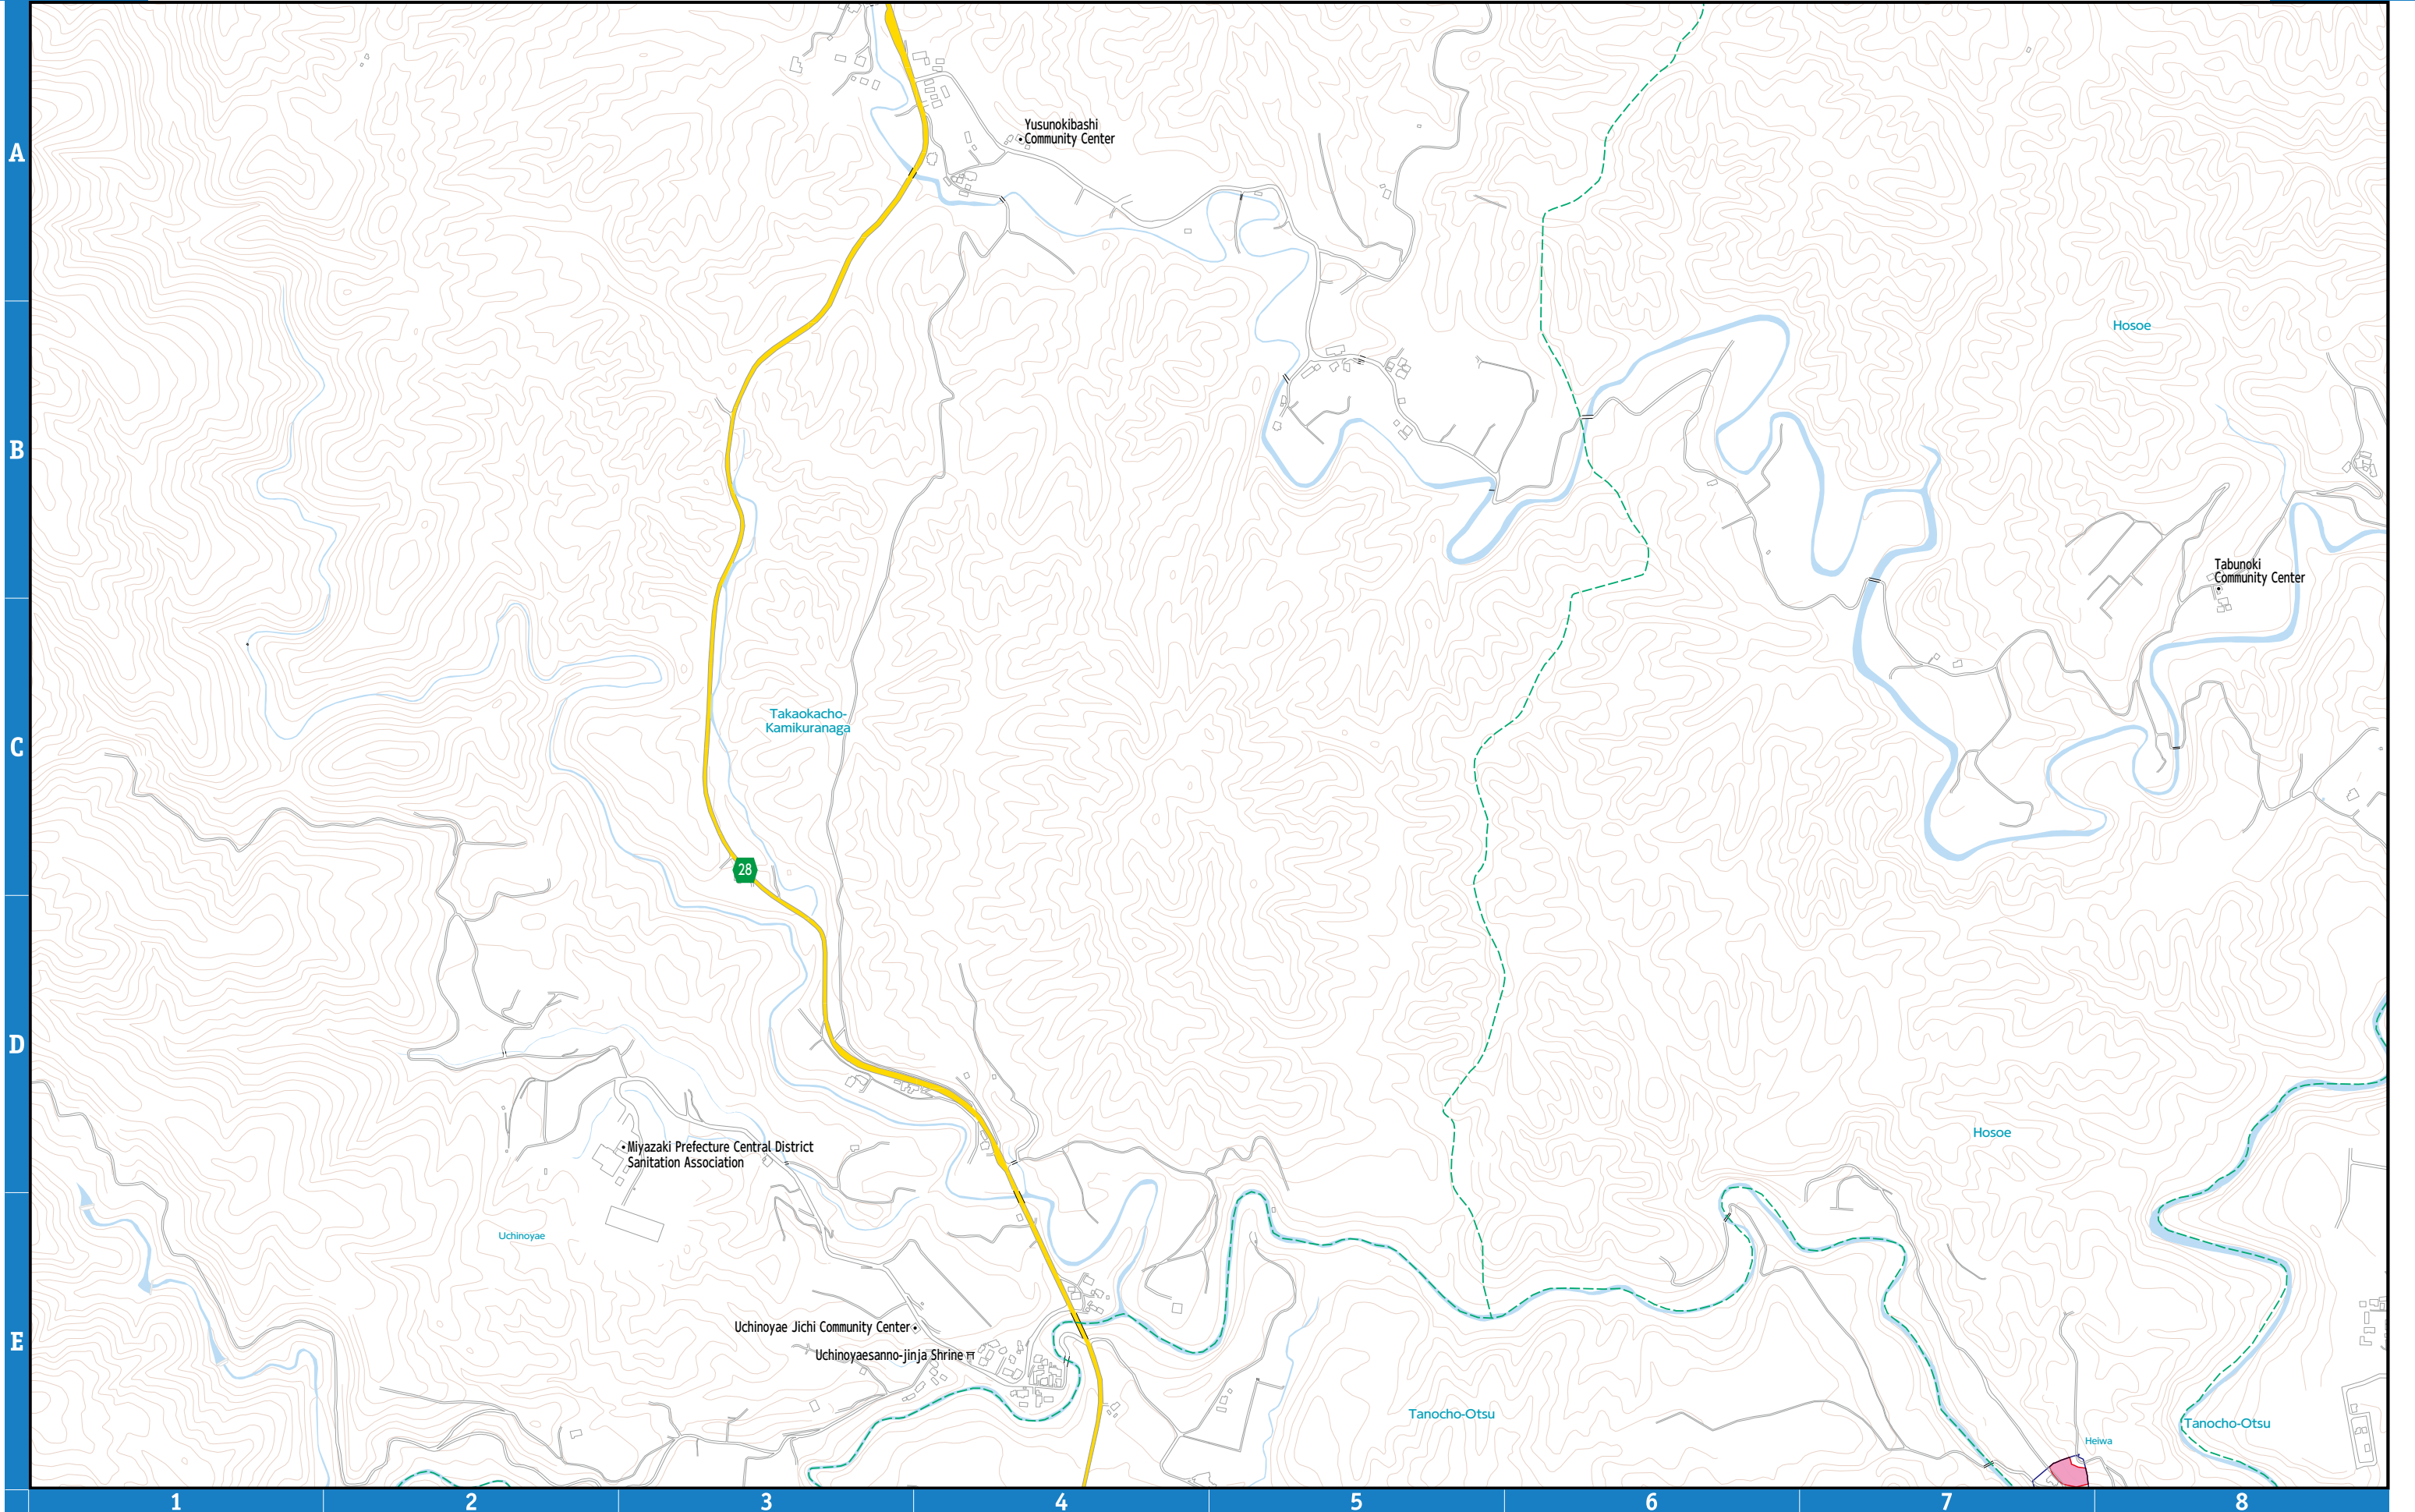 A
Yusunokibashi
Community Center
Hosoe
B
Tabunoki
Community Center
Takaokacho-
Kamikuranaga
C
28
D
Hosoe
Miyazaki Prefecture Central District
Sanitation Association
Uchinoyae
Uchinoyae Jichi Community Center
E
Uchinoyaesanno-jinja Shrine
Tanocho-Otsu
Tanocho-Otsu
Heiwa
1 2 3 4 5 6 7 8